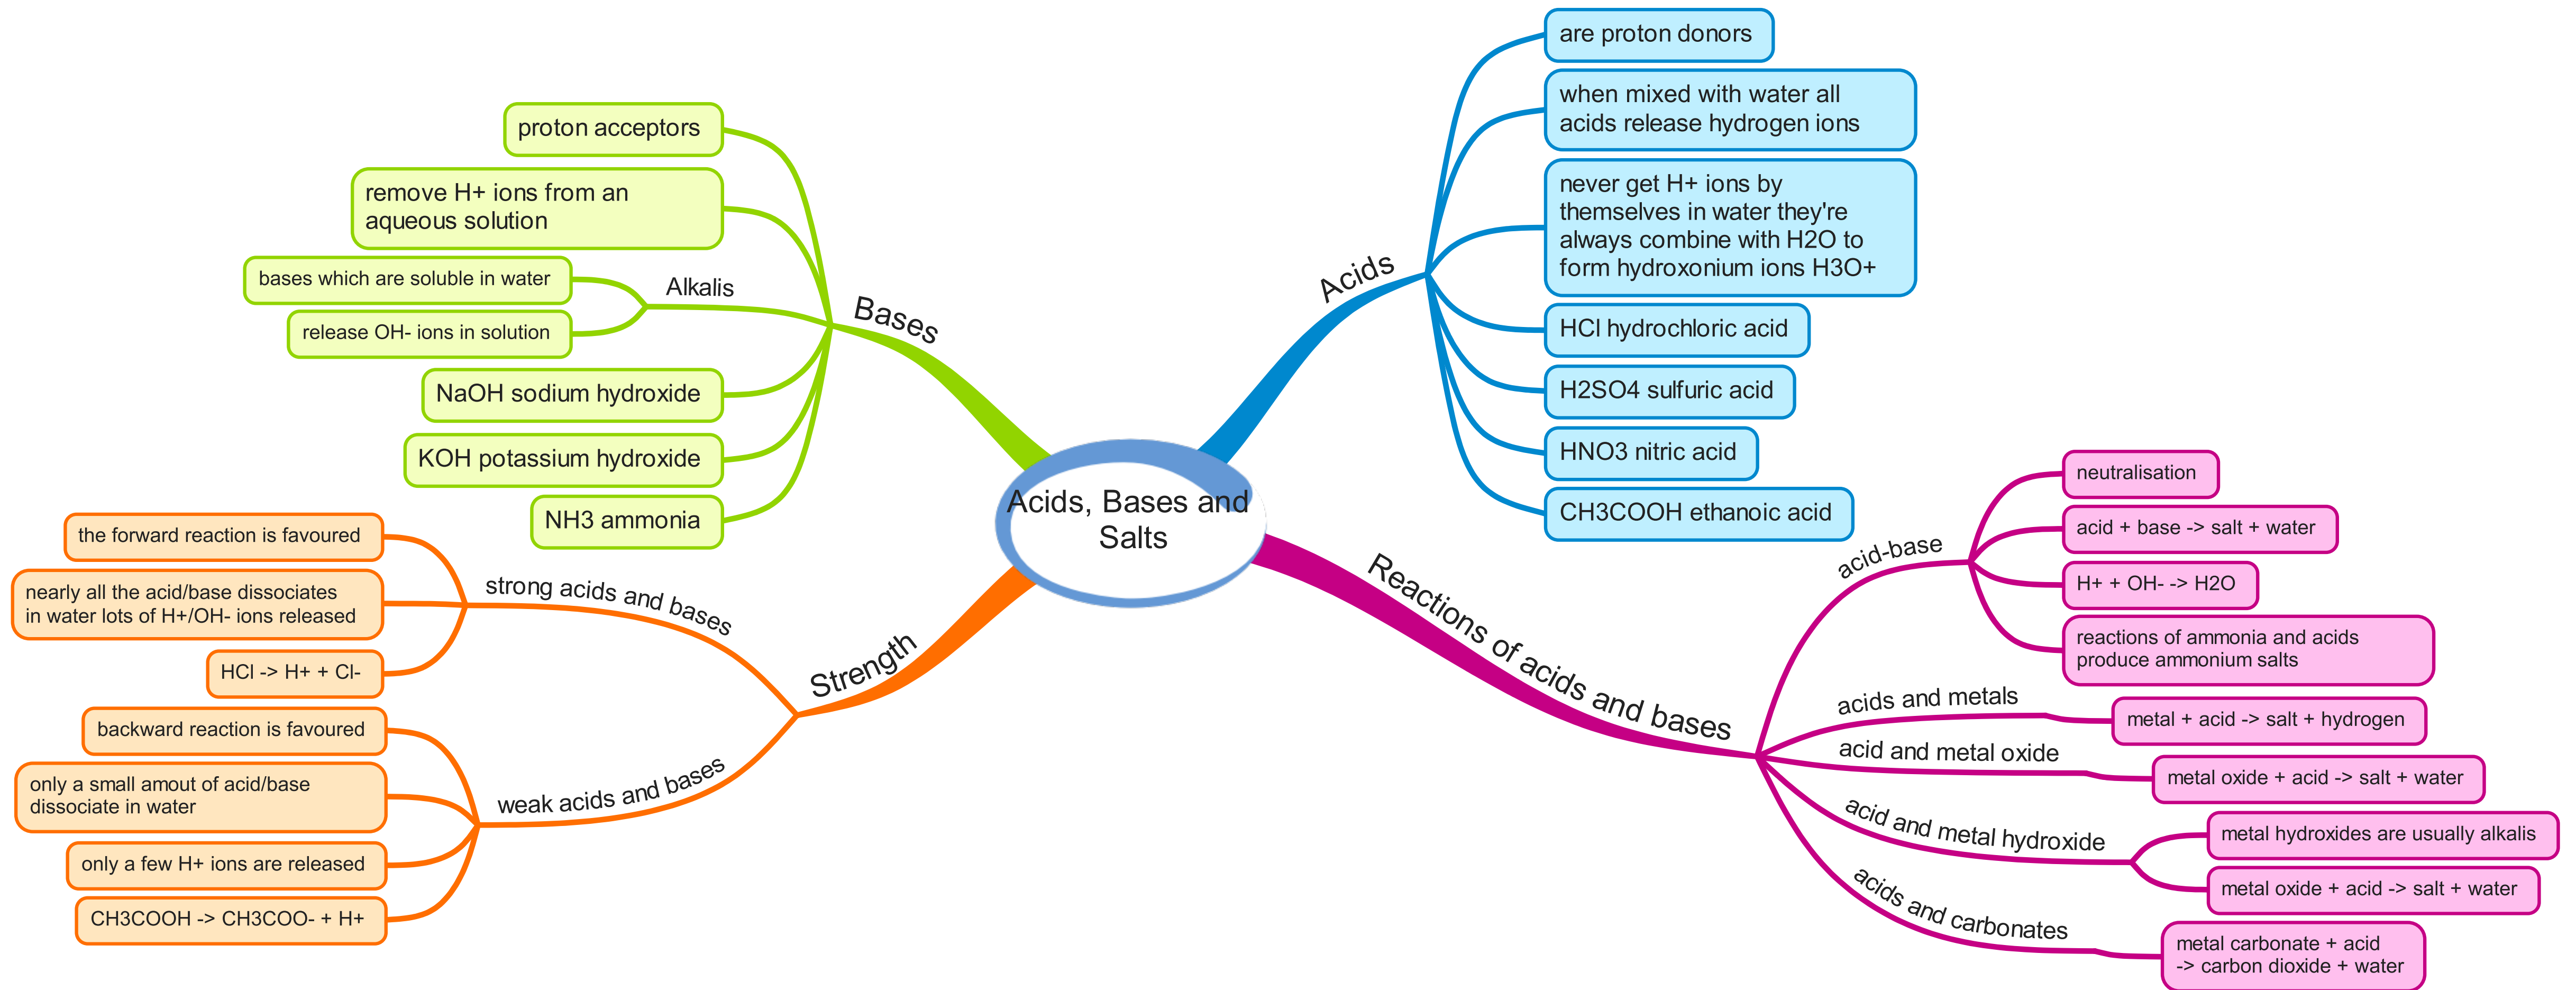 Acids, Bases and
Salts
Acids
are proton donors
when mixed with water all
acids release hydrogen ions
never get H+ ions by
themselves in water they're
always combine with H2O to
form hydroxonium ions H3O+
HCl hydrochloric acid
H2SO4 sulfuric acid
HNO3 nitric acid
CH3COOH ethanoic acid
Reactions of acids and bases
acid-base
neutralisation
acid + base -> salt + water
H+ + OH- -> H2O
reactions of ammonia and acids
produce ammonium salts
acids and metals
metal + acid -> salt + hydrogen
acid and metal oxide
metal oxide + acid -> salt + water
acid and metal hydroxide
metal hydroxides are usually alkalis
metal oxide + acid -> salt + water
acids and carbonates
metal carbonate + acid
-> carbon dioxide + water
Bases
proton acceptors
remove H+ ions from an
aqueous solution
Alkalis
bases which are soluble in water
release OH- ions in solution
NaOH sodium hydroxide
KOH potassium hydroxide
NH3 ammonia
Strength
strong acids and bases
the forward reaction is favoured
nearly all the acid/base dissociates
in water lots of H+/OH- ions released
HCl -> H+ + Cl-
weak acids and bases
backward reaction is favoured
only a small amout of acid/base
dissociate in water
only a few H+ ions are released
CH3COOH -> CH3COO- + H+